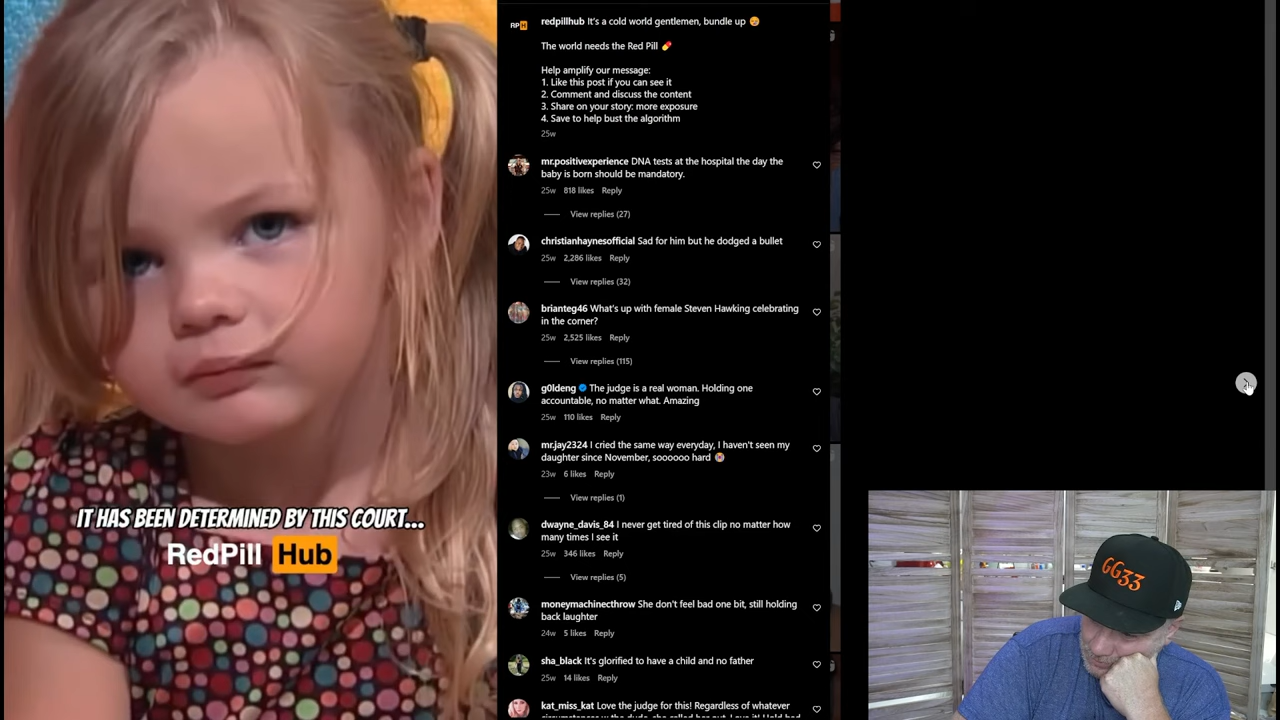 IT HAS BEEN DETERMINED BY THIS COURT...
RedPill Hub
RPH
redpillhub It's a cold world gentlemen, bundle up 😏
The world needs the Red Pill 💊
Help amplify our message:
1. Like this post if you can see it
2. Comment and discuss the content
3. Share on your story: more exposure
4. Save to help bust the algorithm
25w
mr.positivexperience DNA tests at the hospital the day the
baby is born should be mandatory.
25w 818 likes Reply
View replies (27)
christianhaynesofficial Sad for him but he dodged a bullet
25w 2,286 likes Reply
View replies (32)
brianteg46 What's up with female Steven Hawking celebrating
in the corner?
25w 2,525 likes Reply
View replies (115)
g0ldeng The judge is a real woman. Holding one
accountable, no matter what. Amazing
25w 110 likes Reply
mr.jay2324 I cried the same way everyday, I haven't seen my
daughter since November, soooooo hard
23w 6 likes Reply
View replies (1)
dwayne_davis_84 I never get tired of this clip no matter how
many times I see it
25w 346 likes Reply
View replies (5)
moneymachinecthrow She don't feel bad one bit, still holding
back laughter
24w 5 likes Reply
sha_black It's glorified to have a child and no father
25w 14 likes Reply
kat_miss_kat Love the judge for this! Regardless of whatever
GG33